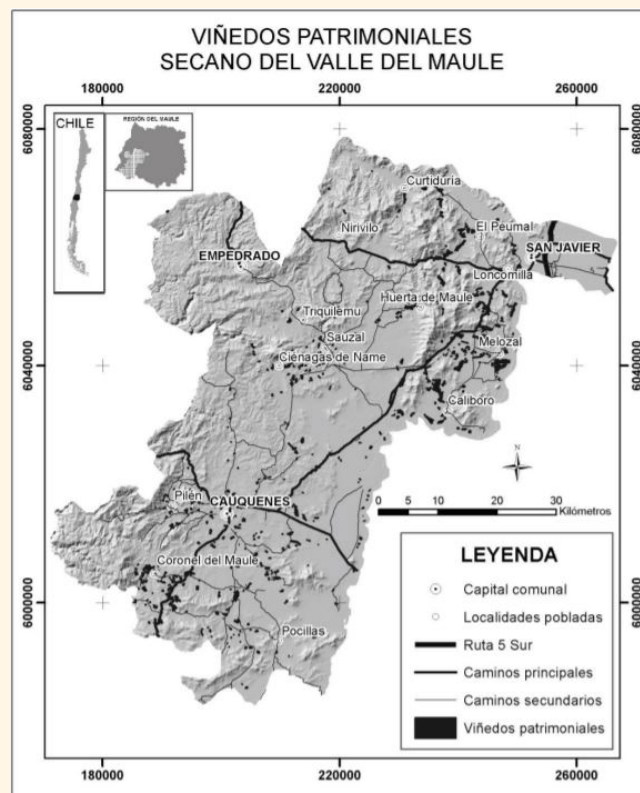 VIÑEDOS PATRIMONIALES
SECANO DEL VALLE DEL MAULE
180000
220000
260000
6080000
6080000
CHILE
REGIÓN DEL MAULE
Curtiduría
Nirivilo
El Peumal
EMPEDRADO
SAN JAVIER
Loncomilla
Huerta de Maule
Triquilemu
Sauzal
Melozal
6040000
6040000
Ciénagas de Name
Caliboro
N
Pilén
CAUQUENES
0
5
10
20
30
Kilómetros
Coronel del Maule
LEYENDA
Capital comunal
Localidades pobladas
Ruta 5 Sur
Caminos principales
Caminos secundarios
Viñedos patrimoniales
6000000
6000000
Pocillas
180000
220000
260000